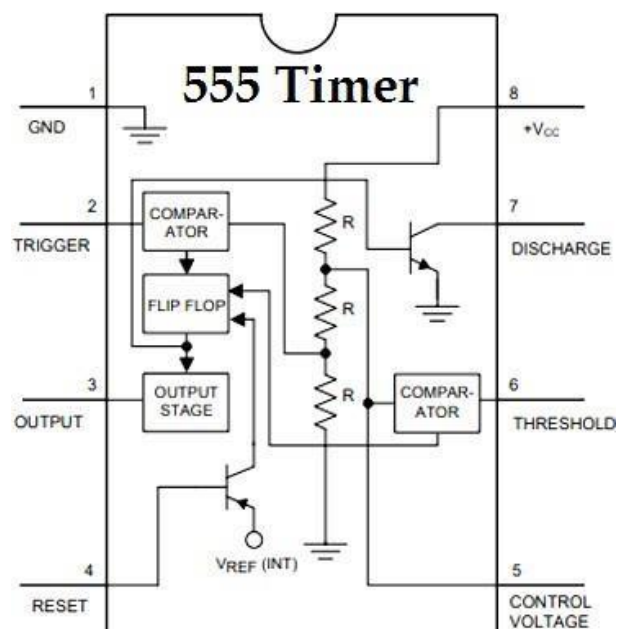 555 Timer
1
GND
8
+Vcc
2
TRIGGER
COMPAR-
ATOR
R
7
DISCHARGE
FLIP FLOP
R
3
OUTPUT
OUTPUT
STAGE
R
COMPAR-
ATOR
6
THRESHOLD
4
RESET
VREF (INT)
5
CONTROL
VOLTAGE